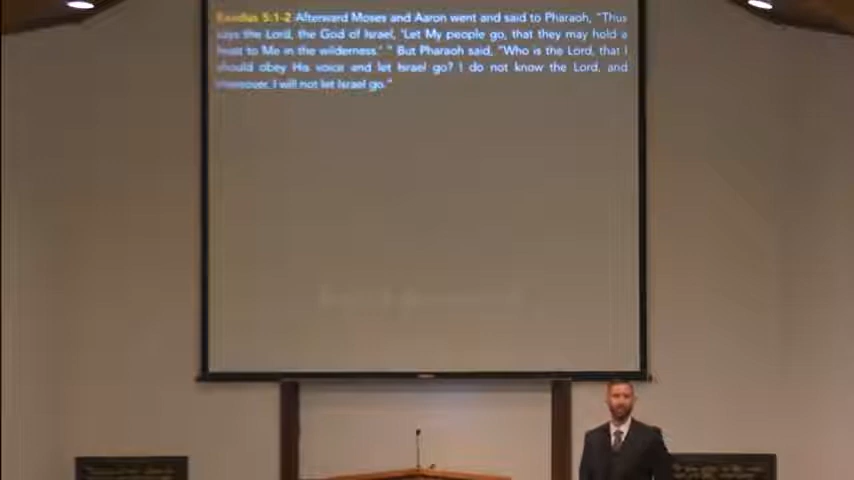 Exodus 5:1-2 Afterward Moses and Aaron went and said to Pharaoh, "Thus
says the Lord, the God of Israel, 'Let My people go, that they may hold a
feast to Me in the wilderness.' " But Pharaoh said, "Who is the Lord, that I
should obey His voice and let Israel go? I do not know the Lord, and
moreover, I will not let Israel go."